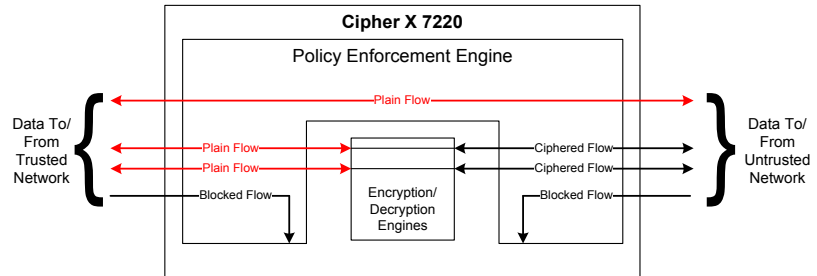 Cipher X 7220
Policy Enforcement Engine
Plain Flow
Data To/
From
Trusted
Network
Plain Flow
Plain Flow
Blocked Flow
Encryption/
Decryption
Engines
Ciphered Flow
Ciphered Flow
Blocked Flow
Data To/
From
Untrusted
Network